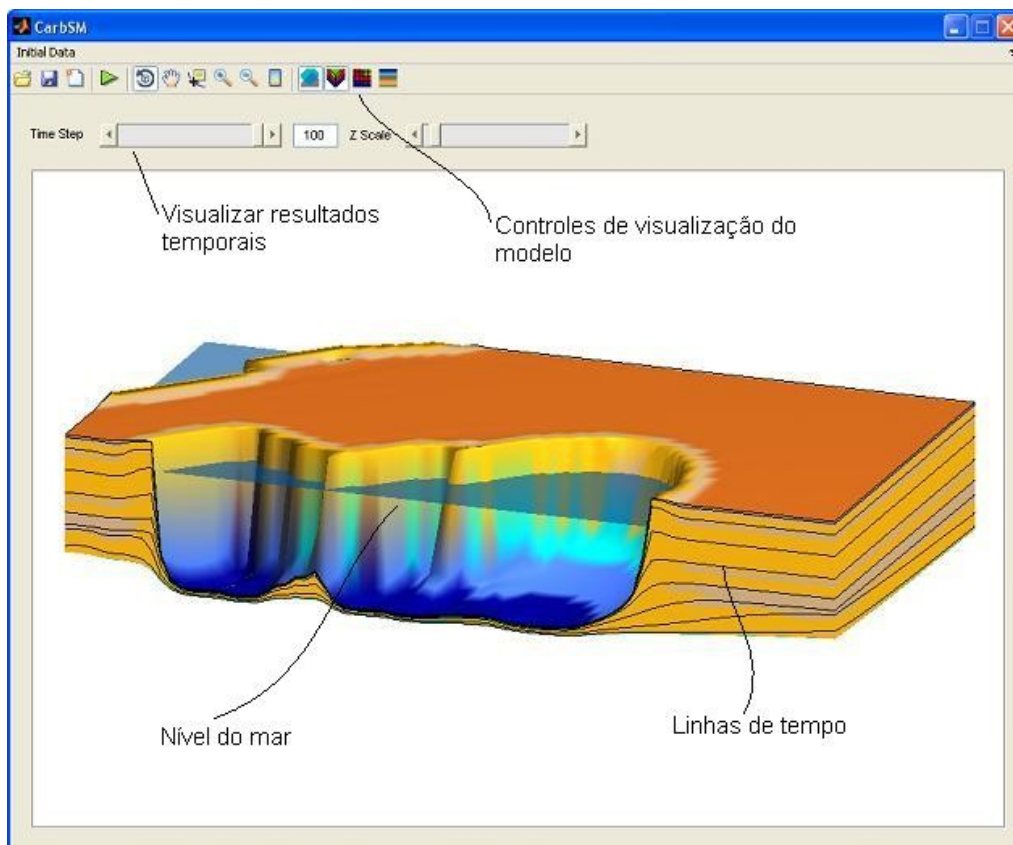 CarbSM
Initial Data
Time Step
100
Z Scale
Visualizar resultados
temporais
Controles de visualização do
modelo
Nível do mar
Linhas de tempo